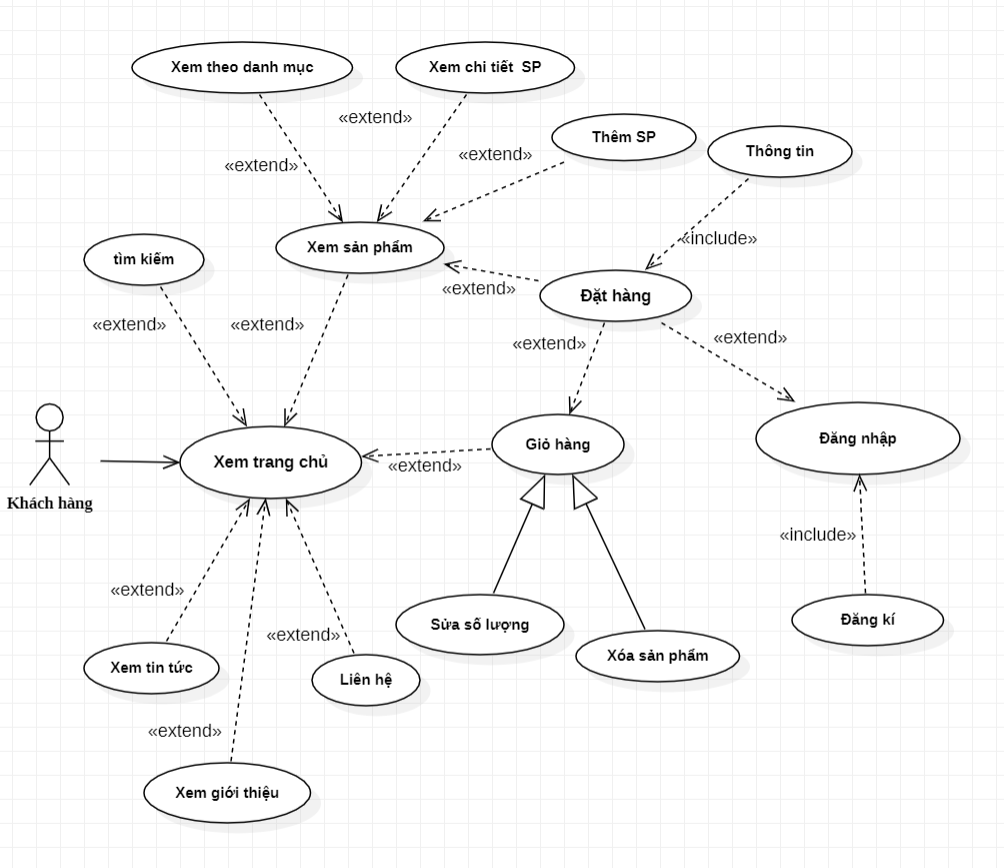 Xem theo danh mục
Xem chi tiết  SP
«extend»
Thêm SP
Thông tin
«extend»
«extend»
Xem sản phẩm
«include»
tìm kiếm
«extend»
Đặt hàng
«extend»
«extend»
«extend»
«extend»
Giỏ hàng
Đăng nhập
Xem trang chủ
«extend»
Khách hàng
«include»
«extend»
Sửa số lượng
Đăng kí
«extend»
Xóa sản phẩm
Xem tin tức
Liên hệ
«extend»
Xem giới thiệu